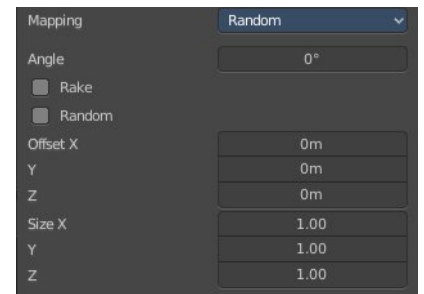 Mapping Random
Angle 0°
Rake
Random
Offset X 0m
Y 0m
Z 0m
Size X 1.00
Y 1.00
Z 1.00